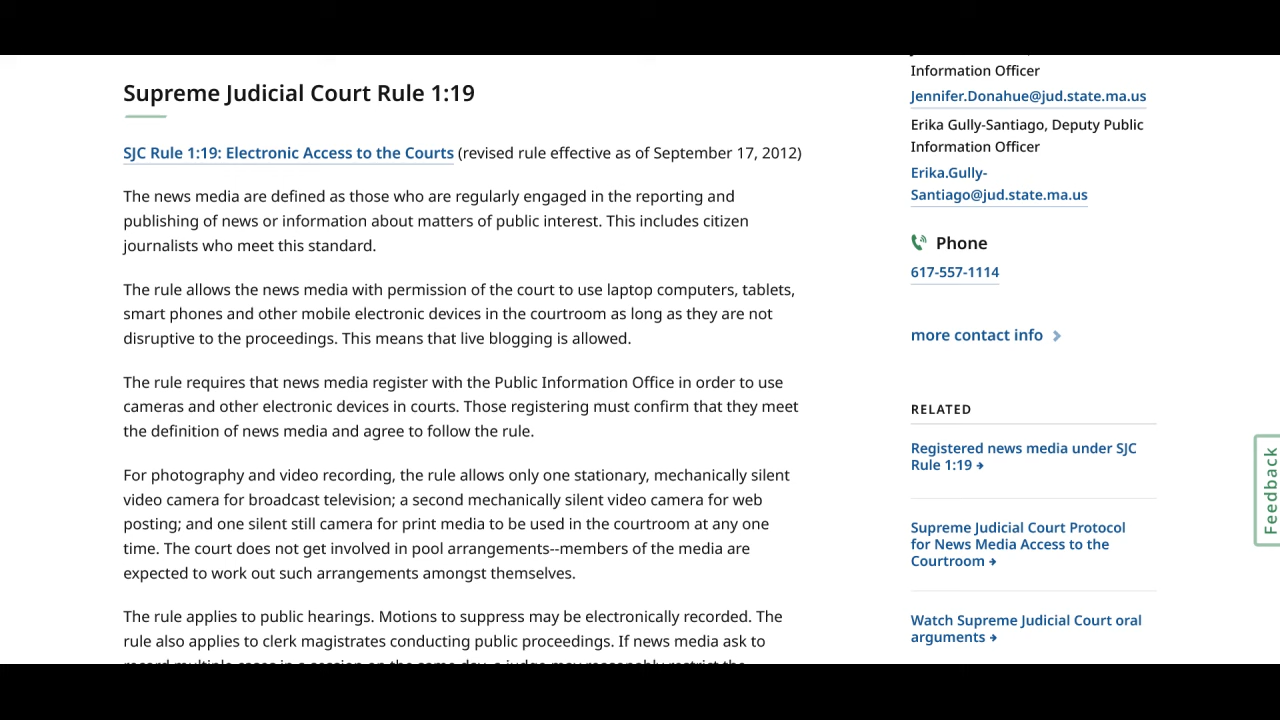 Supreme Judicial Court Rule 1:19
SJC Rule 1:19: Electronic Access to the Courts (revised rule effective as of September 17, 2012)
The news media are defined as those who are regularly engaged in the reporting and
publishing of news or information about matters of public interest. This includes citizen
journalists who meet this standard.
The rule allows the news media with permission of the court to use laptop computers, tablets,
smart phones and other mobile electronic devices in the courtroom as long as they are not
disruptive to the proceedings. This means that live blogging is allowed.
The rule requires that news media register with the Public Information Office in order to use
cameras and other electronic devices in courts. Those registering must confirm that they meet
the definition of news media and agree to follow the rule.
For photography and video recording, the rule allows only one stationary, mechanically silent
video camera for broadcast television; a second mechanically silent video camera for web
posting; and one silent still camera for print media to be used in the courtroom at any one
time. The court does not get involved in pool arrangements--members of the media are
expected to work out such arrangements amongst themselves.
The rule applies to public hearings. Motions to suppress may be electronically recorded. The
rule also applies to clerk magistrates conducting public proceedings. If news media ask to
record multiple cases in a session on the same day, a judge may reasonably restrict the
Information Officer
Jennifer.Donahue@jud.state.ma.us
Erika Gully-Santiago, Deputy Public
Information Officer
Erika.Gully-
Santiago@jud.state.ma.us
Phone
617-557-1114
more contact info
RELATED
Registered news media under SJC
Rule 1:19
Supreme Judicial Court Protocol
for News Media Access to the
Courtroom
Watch Supreme Judicial Court oral
arguments
Feedback